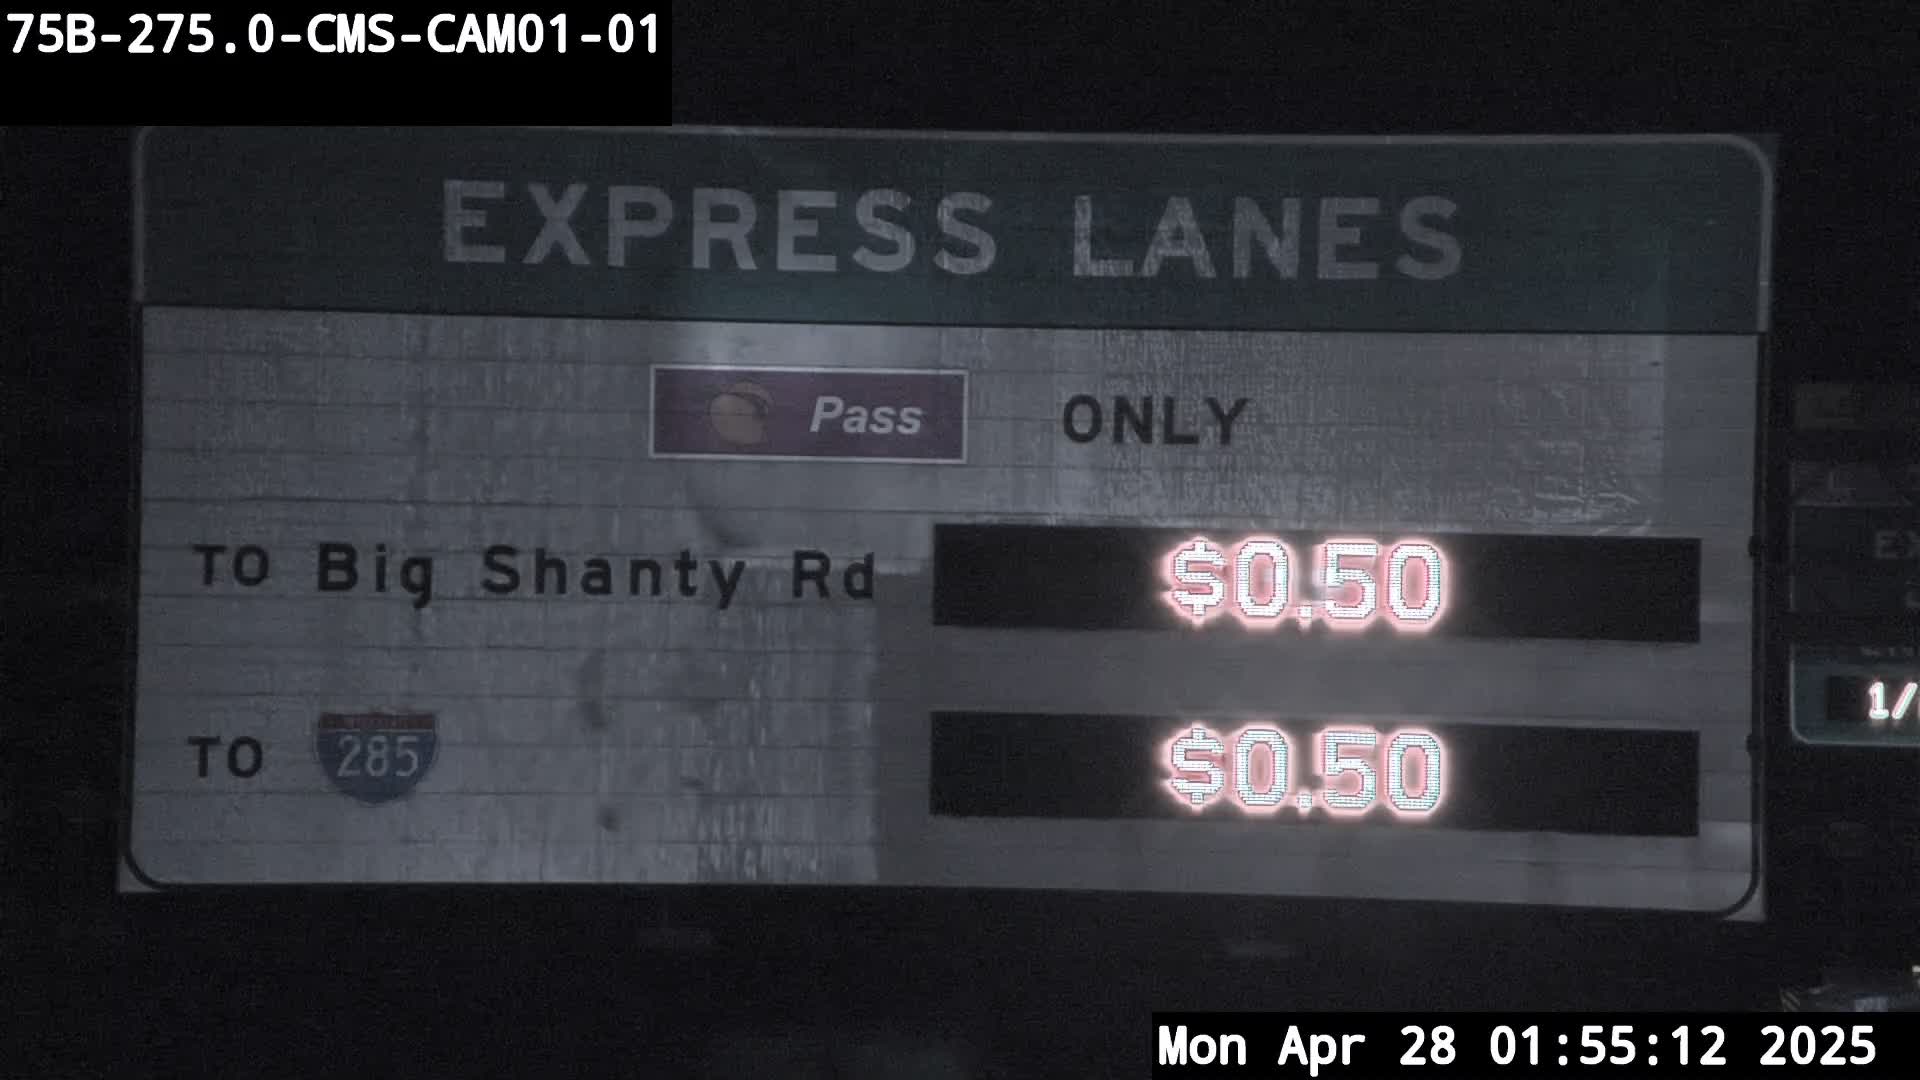 75B-275.0-CMS-CAM01-01
EXPRESS LANES
Pass ONLY
TO Big Shanty Rd $0.50
TO 285 $0.50
1/
Mon Apr 28 01:55:12 2025